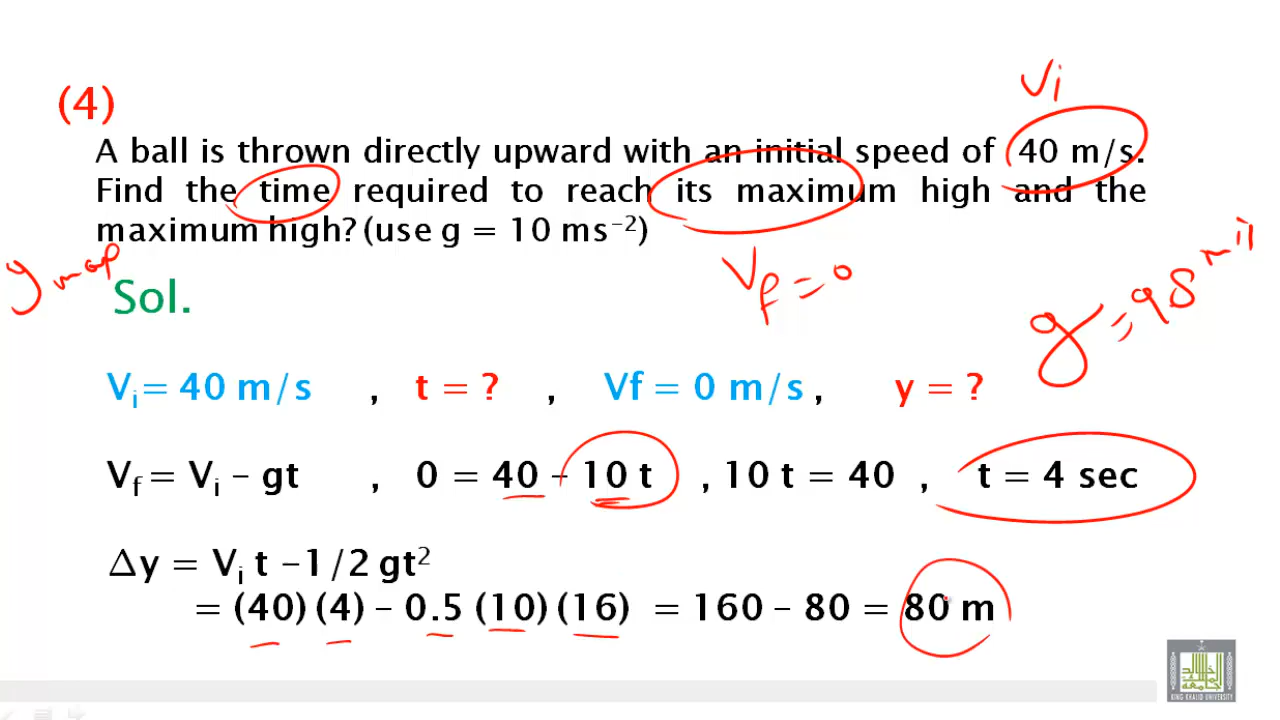 (4)
Vi
A ball is thrown directly upward with an initial speed of 40 m/s.
Find the time required to reach its maximum high and the
maximum high? (use g = 10 ms⁻²)
Vf = 0
Sol.
Vᵢ= 40 m/s , t = ? , Vf = 0 m/s , y = ?
Vf = Vᵢ – gt , 0 = 40 – 10 t , 10 t = 40 , t = 4 sec
Δy = Vᵢ t –1/2 gt²
= (40) (4) – 0.5 (10) (16) = 160 – 80 = 80 m
KING KHALID UNIVERSITY